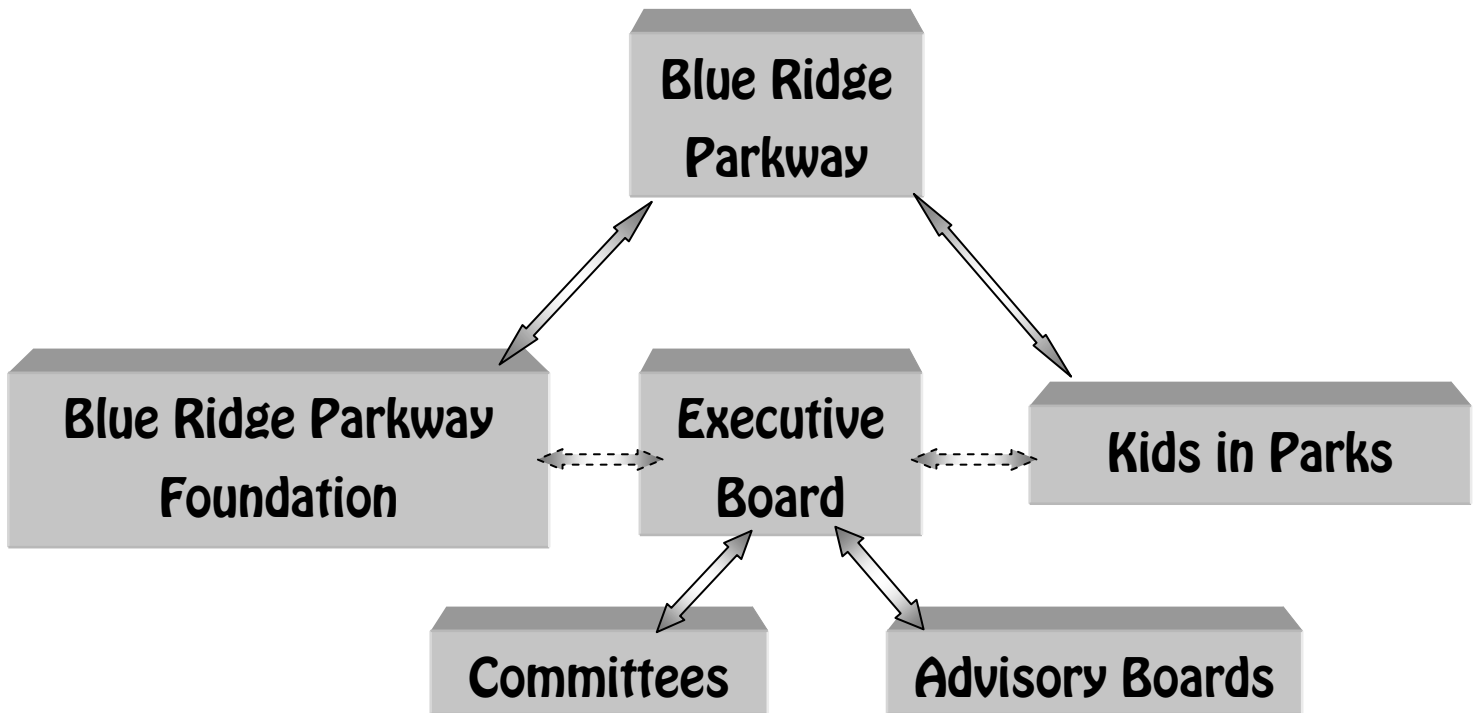 Blue Ridge
Parkway
Blue Ridge Parkway
Foundation
Executive
Board
Kids in Parks
Committees
Advisory Boards